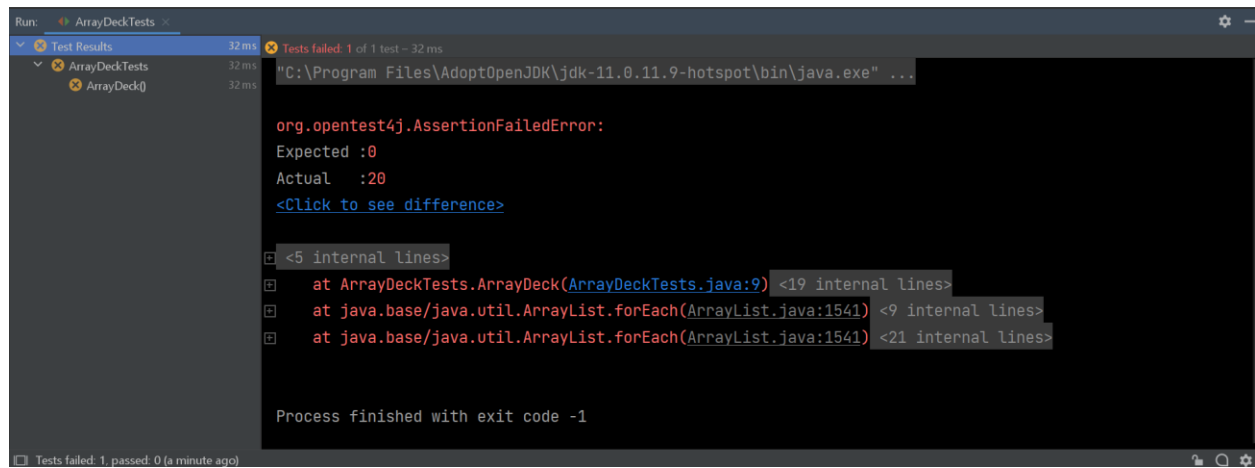 Run: ArrayDeckTests ×
Test Results 32 ms
ArrayDeckTests 32 ms
ArrayDeck() 32 ms
Tests failed: 1 of 1 test – 32 ms
"C:\Program Files\AdoptOpenJDK\jdk-11.0.11.9-hotspot\bin\java.exe" ...
org.opentest4j.AssertionFailedError:
Expected :0
Actual   :20
<Click to see difference>
<5 internal lines>
at ArrayDeckTests.ArrayDeck(ArrayDeckTests.java:9) <19 internal lines>
at java.base/java.util.ArrayList.forEach(ArrayList.java:1541) <9 internal lines>
at java.base/java.util.ArrayList.forEach(ArrayList.java:1541) <21 internal lines>
Process finished with exit code -1
Tests failed: 1, passed: 0 (a minute ago)